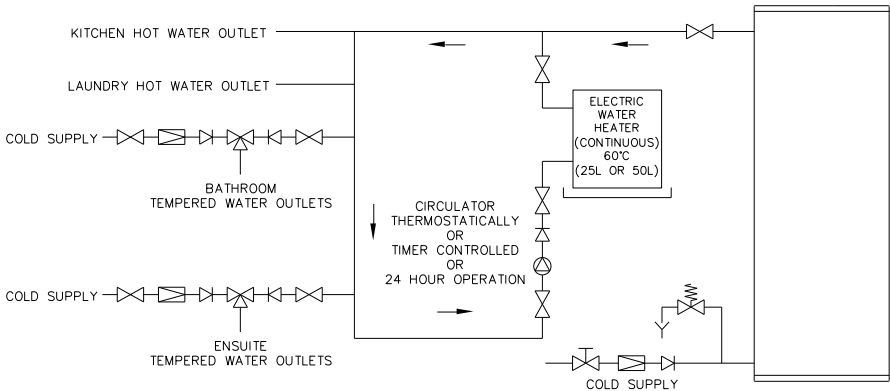 KITCHEN HOT WATER OUTLET
LAUNDRY HOT WATER OUTLET
COLD SUPPLY
BATHROOM
TEMPERED WATER OUTLETS
ELECTRIC
WATER
HEATER
(CONTINUOUS)
60°C
(25L OR 50L)
CIRCULATOR
THERMOSTATICALLY
OR
TIMER CONTROLLED
OR
24 HOUR OPERATION
COLD SUPPLY
ENSUITE
TEMPERED WATER OUTLETS
COLD SUPPLY